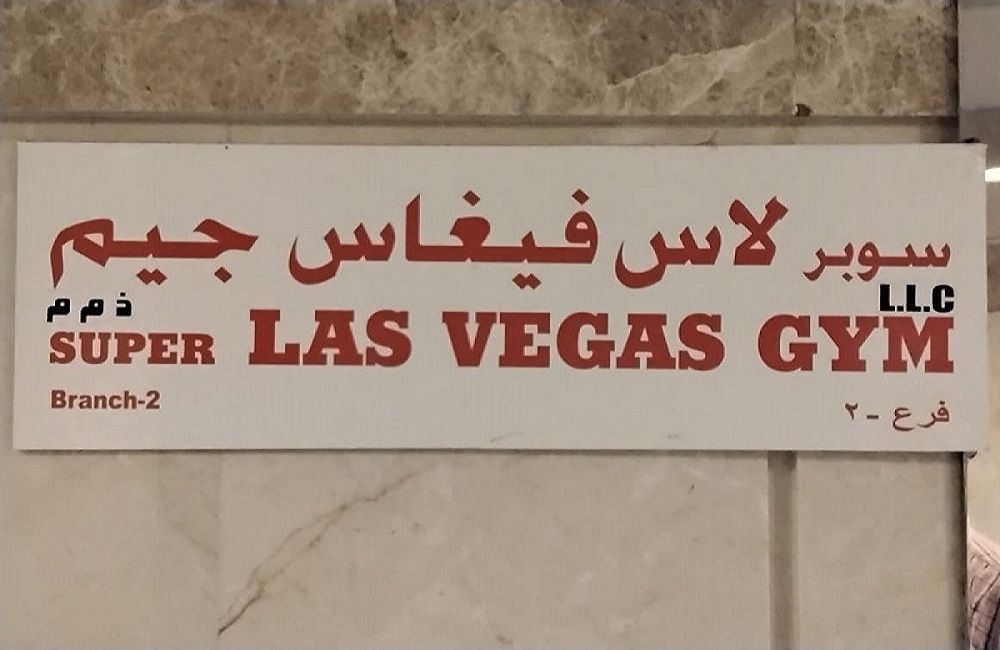 سوبر لاس فيغاس جيم
ذ م م
L.L.C
SUPER LAS VEGAS GYM
Branch-2
فرع - ٢